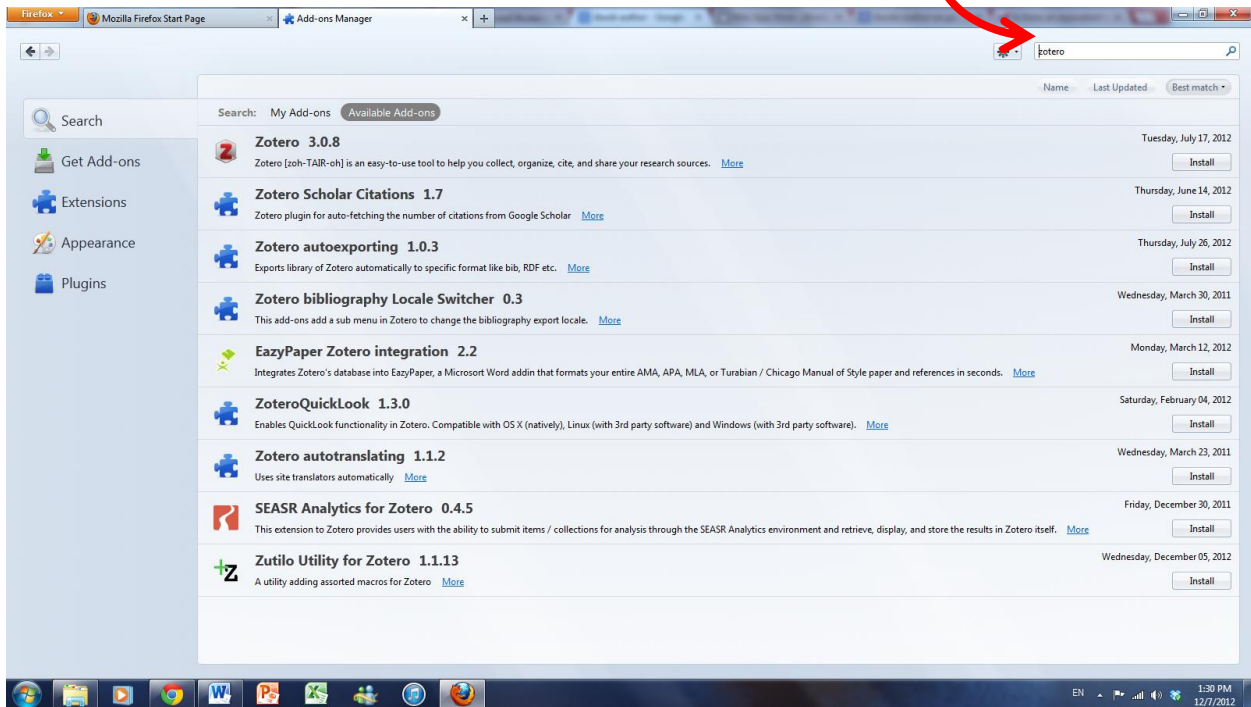 Firefox
Mozilla Firefox Start Page
Add-ons Manager
zotero
Name Last Updated Best match
Search: My Add-ons Available Add-ons
Search
Get Add-ons
Extensions
Appearance
Plugins
Zotero 3.0.8 Tuesday, July 17, 2012
Zotero [zoh-TAIR-oh] is an easy-to-use tool to help you collect, organize, cite, and share your research sources. More Install
Zotero Scholar Citations 1.7 Thursday, June 14, 2012
Zotero plugin for auto-fetching the number of citations from Google Scholar More Install
Zotero autoexporting 1.0.3 Thursday, July 26, 2012
Exports library of Zotero automatically to specific format like bib, RDF etc. More Install
Zotero bibliography Locale Switcher 0.3 Wednesday, March 30, 2011
This add-ons add a sub menu in Zotero to change the bibliography export locale. More Install
EazyPaper Zotero integration 2.2 Monday, March 12, 2012
Integrates Zotero's database into EazyPaper, a Microsort Word addin that formats your entire AMA, APA, MLA, or Turabian / Chicago Manual of Style paper and references in seconds. More Install
ZoteroQuickLook 1.3.0 Saturday, February 04, 2012
Enables QuickLook functionality in Zotero. Compatible with OS X (natively), Linux (with 3rd party software) and Windows (with 3rd party software). More Install
Zotero autotranslating 1.1.2 Wednesday, March 23, 2011
Uses site translators automatically More Install
SEASR Analytics for Zotero 0.4.5 Friday, December 30, 2011
This extension to Zotero provides users with the ability to submit items / collections for analysis through the SEASR Analytics environment and retrieve, display, and store the results in Zotero itself. More Install
Zutilo Utility for Zotero 1.1.13 Wednesday, December 05, 2012
A utility adding assorted macros for Zotero More Install
EN 1:30 PM
12/7/2012